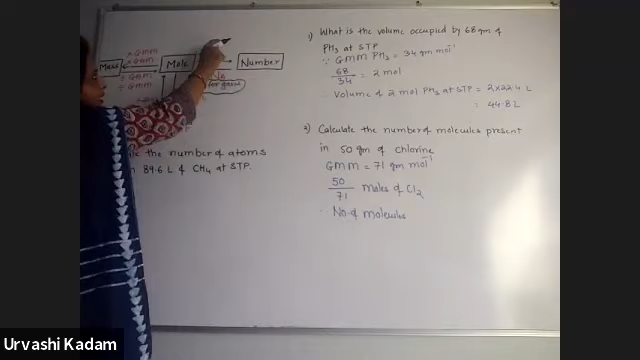 Mass
× GMM
× GAM
÷ GAM
÷ GMM
Mole
Number
for gases
the number of atoms
89.6 L of CH4 at STP.
1) What is the volume occupied by 68 gm of
PH3 at STP
∵ GMM PH3 = 34 gm mol⁻¹
68/34 = 2 mol
∴ Volume of 2 mol PH3 at STP = 2×22.4 L
= 44.8 L
2) Calculate the number of molecules present
in 50 gm of chlorine
GMM = 71 gm mol⁻¹
50/71 moles of Cl2
∴ No. of molecules
Urvashi Kadam